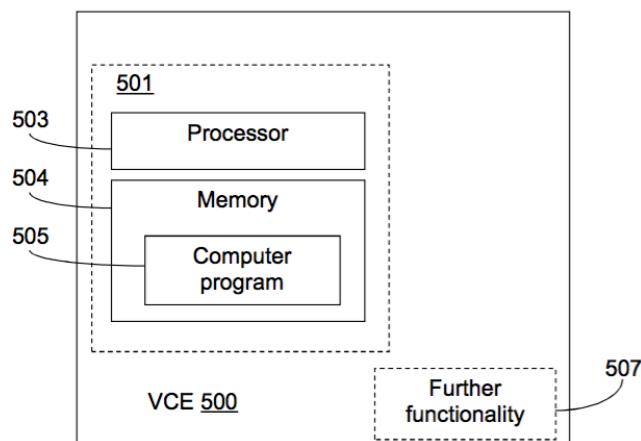 501
503
Processor
504
Memory
505
Computer
program
507
VCE 500
Further
functionality